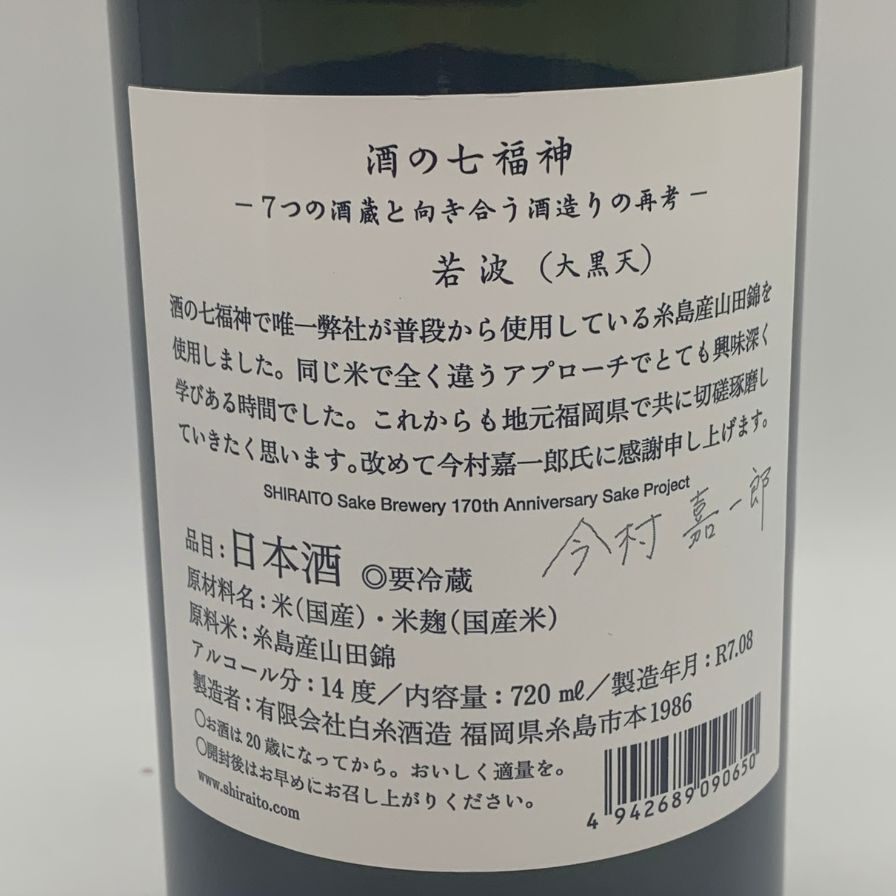 酒の七福神
－7つの酒蔵と向き合う酒造りの再考－
若波（大黒天）
酒の七福神で唯一弊社が普段から使用している糸島産山田錦を
使用しました。同じ米で全く違うアプローチでとても興味深く
学びある時間でした。これからも地元福岡県で共に切磋琢磨し
ていきたく思います。改めて今村嘉一郎氏に感謝申し上げます。
SHIRAITO Sake Brewery 170th Anniversary Sake Project
今村嘉一郎
品目：日本酒 ◎要冷蔵
原材料名：米（国産）・米麹（国産米）
原料米：糸島産山田錦
アルコール分：14度／内容量：720㎖／製造年月：R7.08
製造者：有限会社白糸酒造 福岡県糸島市本1986
○お酒は20歳になってから。おいしく適量を。
○開封後はお早めにお召し上がりください。
www.shiraito.com
4 942689 090650